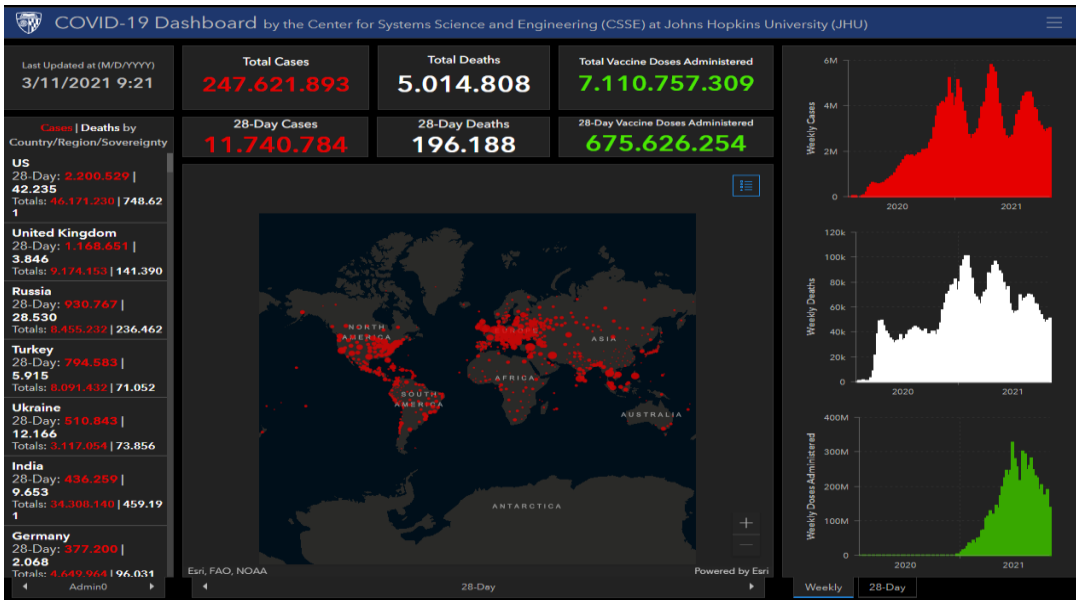 COVID-19 Dashboard by the Center for Systems Science and Engineering (CSSE) at Johns Hopkins University (JHU)
Last Updated at (M/D/YYYY)
3/11/2021 9:21
Total Cases
247.621.893
Total Deaths
5.014.808
Total Vaccine Doses Administered
7.110.757.309
28-Day Cases
11.740.784
28-Day Deaths
196.188
28-Day Vaccine Doses Administered
675.626.254
Cases | Deaths by
Country/Region/Sovereignty
US
28-Day: 2.200.529 |
42.235
Totals: 46.171.230 | 748.62
1
United Kingdom
28-Day: 1.168.651 |
3.846
Totals: 9.174.153 | 141.390
Russia
28-Day: 930.767 |
28.530
Totals: 8.455.232 | 236.462
Turkey
28-Day: 794.583 |
5.915
Totals: 8.091.432 | 71.052
Ukraine
28-Day: 510.843 |
12.166
Totals: 3.117.054 | 73.856
India
28-Day: 436.259 |
9.653
Totals: 34.308.140 | 459.19
1
Germany
28-Day: 377.200 |
2.068
Totals: 4.649.964 | 96.031
Admin0
NORTH
AMERICA
EUROPE
ASIA
AFRICA
SOUTH
AMERICA
AUSTRALIA
ANTARCTICA
Esri, FAO, NOAA
Powered by Esri
28-Day
Weekly Cases
6M
4M
2M
0
2020
2021
Weekly Deaths
120k
100k
80k
60k
40k
20k
0
2020
2021
Weekly Doses Administered
400M
300M
200M
100M
0
2020
2021
Weekly
28-Day